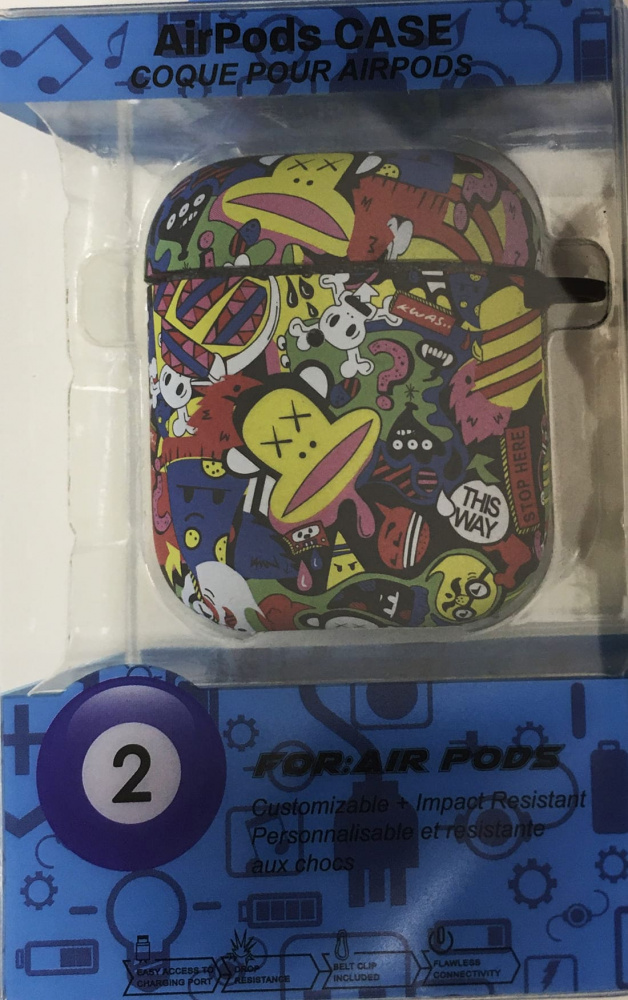 AirPods CASE
COQUE POUR AIRPODS
KWAS..
STOP HERE
THIS
WAY
2
FOR:AIR PODS
Customizable + Impact Resistant
Personnalisable et resistante
aux chocs
EASY ACCESS TO
CHARGING PORT
DROP
RESISTANCE
BELT CLIP
INCLUDED
FLAWLESS
CONNECTIVITY